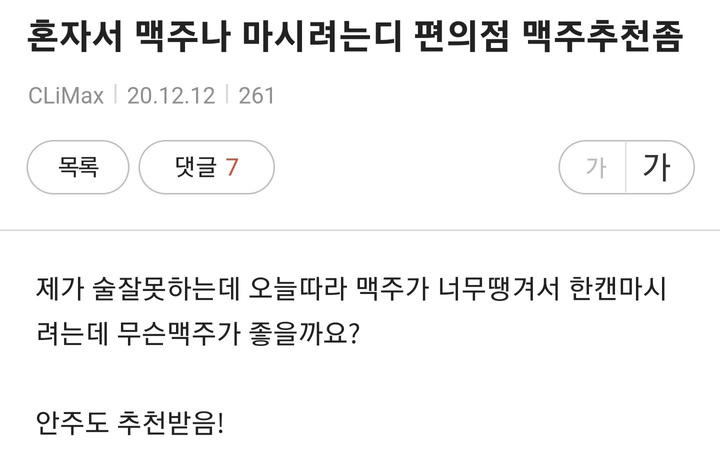 혼자서 맥주나 마시려는디 편의점 맥주추천좀
CLiMax | 20.12.12 | 261
목록 댓글 7 가 가
제가 술잘못하는데 오늘따라 맥주가 너무땡겨서 한캔마시
려는데 무슨맥주가 좋을까요?
안주도 추천받음!